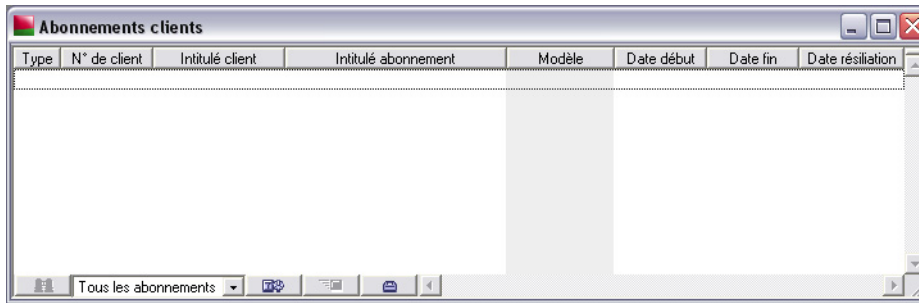 Abonnements clients
Type N° de client Intitulé client Intitulé abonnement Modèle Date début Date fin Date résiliation
Tous les abonnements